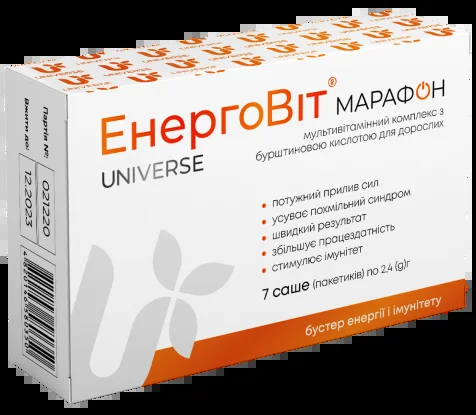 ЕнергоВіт® МАРАФОН
UNIVERSE
мультивітамінний комплекс з
бурштиновою кислотою для дорослих
• потужний прилив сил
• усуває похмільний синдром
• швидкий результат
• збільшує працездатність
• стимулює імунітет
7 саше (пакетиків) по 2.4 (g)г
бустер енергії і імунітету
Партія №:
021220
Вжити до:
12.2023